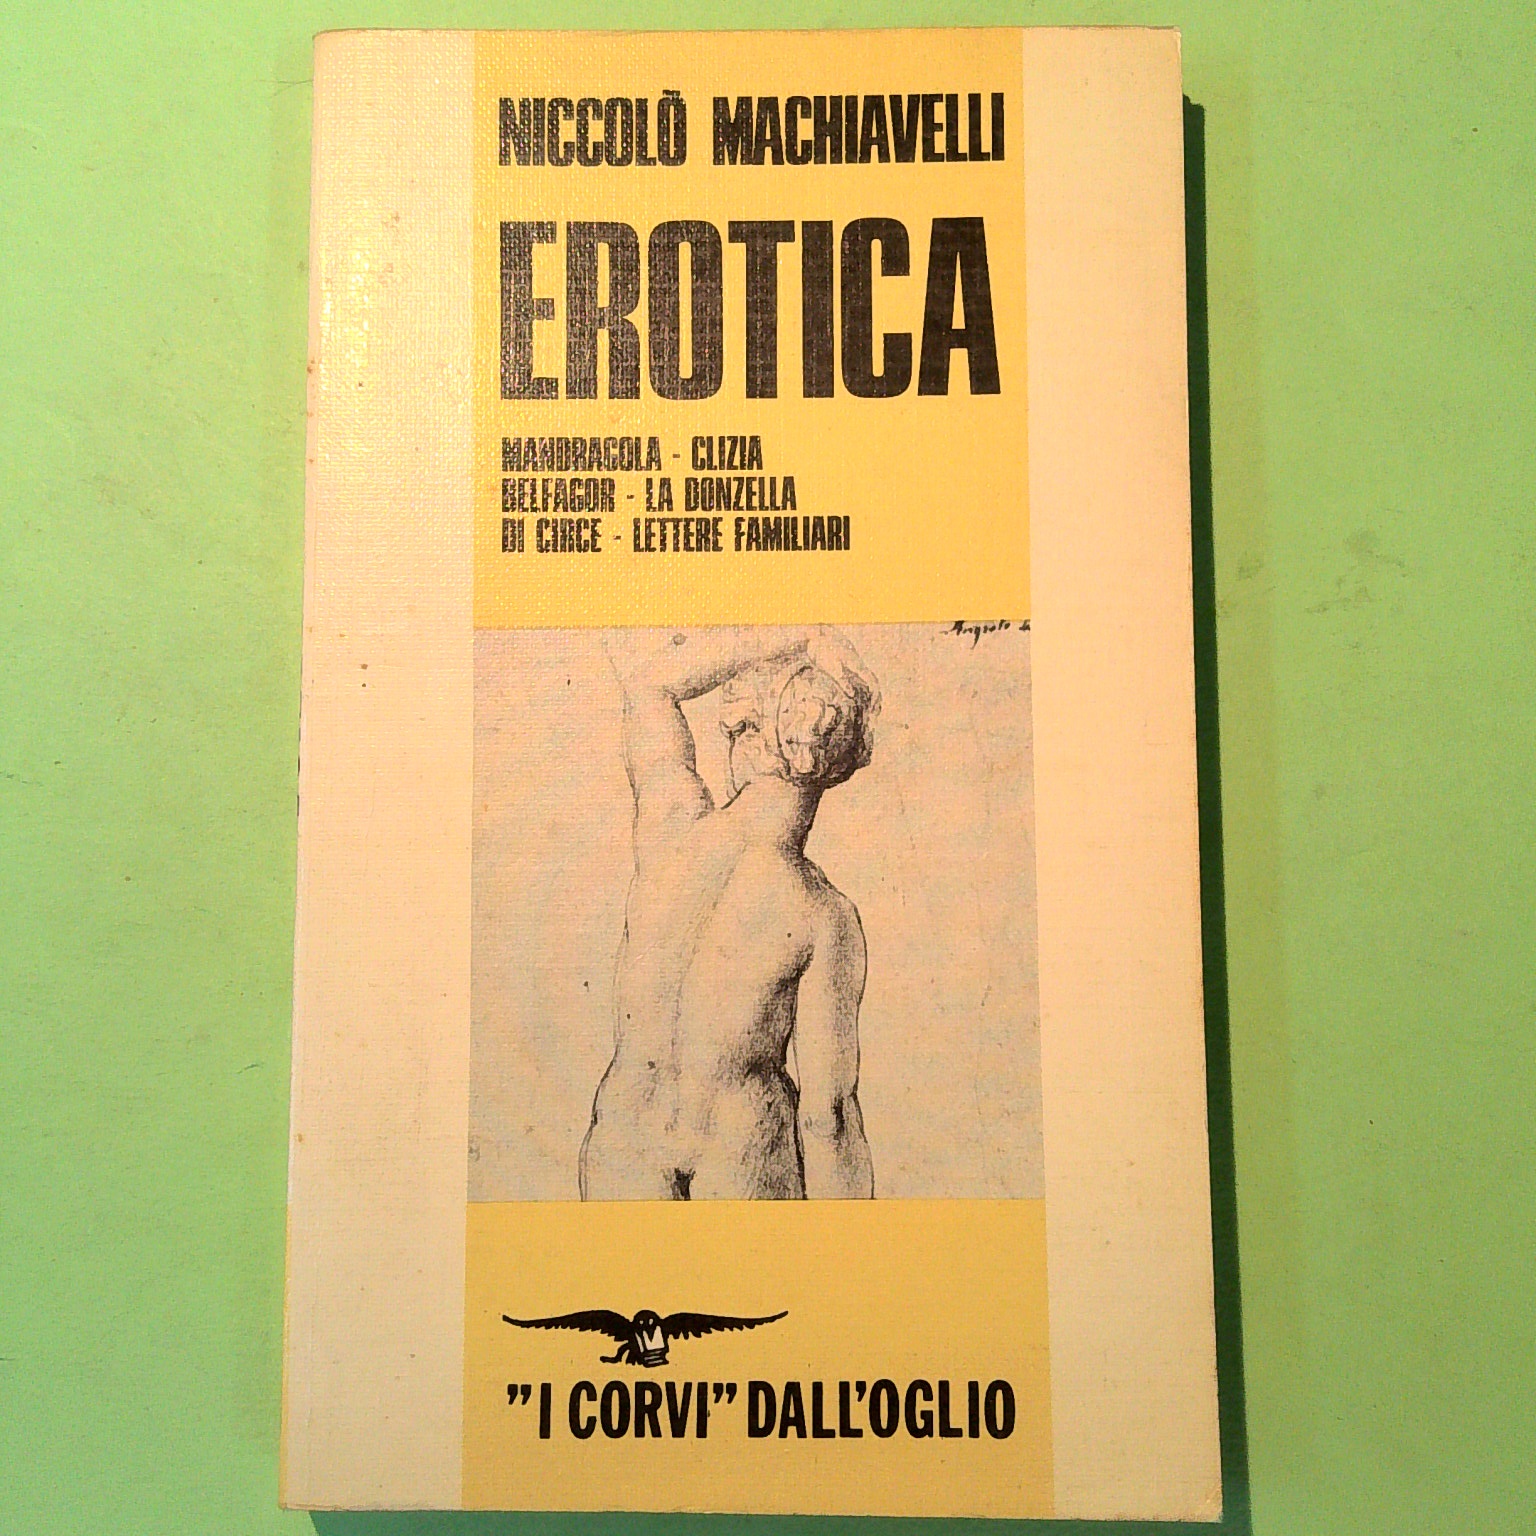 NICCOLÒ MACHIAVELLI
EROTICA
MANDRAGOLA - CLIZIA
BELFAGOR - LA DONZELLA
DI CIRCE - LETTERE FAMILIARI
"I CORVI" DALL'OGLIO